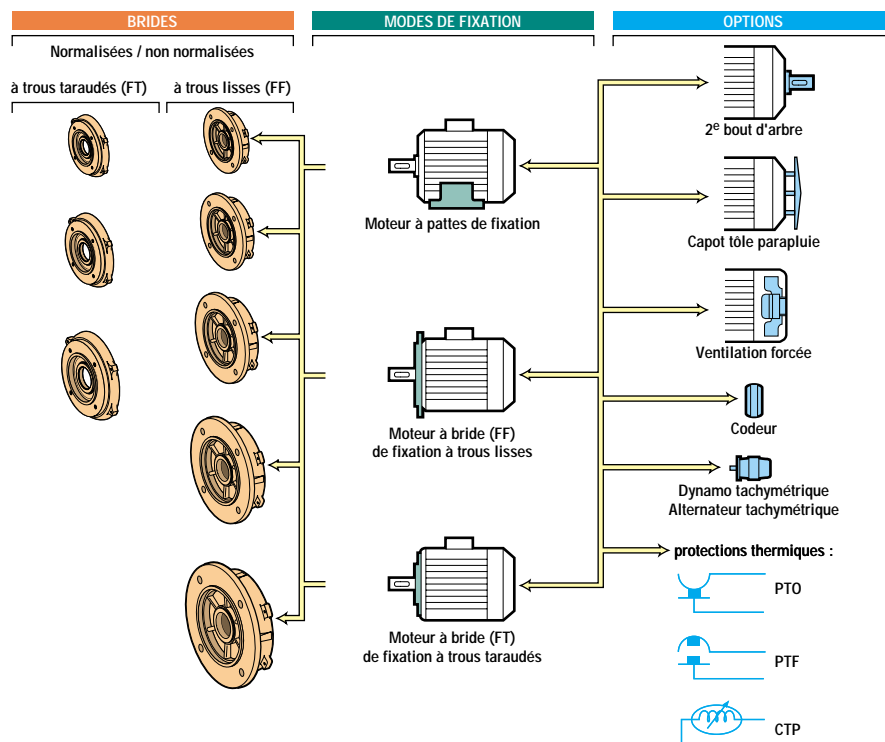 BRIDES
Normalisées / non normalisées
à trous taraudés (FT)
à trous lisses (FF)
MODES DE FIXATION
Moteur à pattes de fixation
Moteur à bride (FF)
de fixation à trous lisses
Moteur à bride (FT)
de fixation à trous taraudés
OPTIONS
2e bout d'arbre
Capot tôle parapluie
Ventilation forcée
Codeur
Dynamo tachymétrique
Alternateur tachymétrique
protections thermiques :
PTO
PTF
CTP